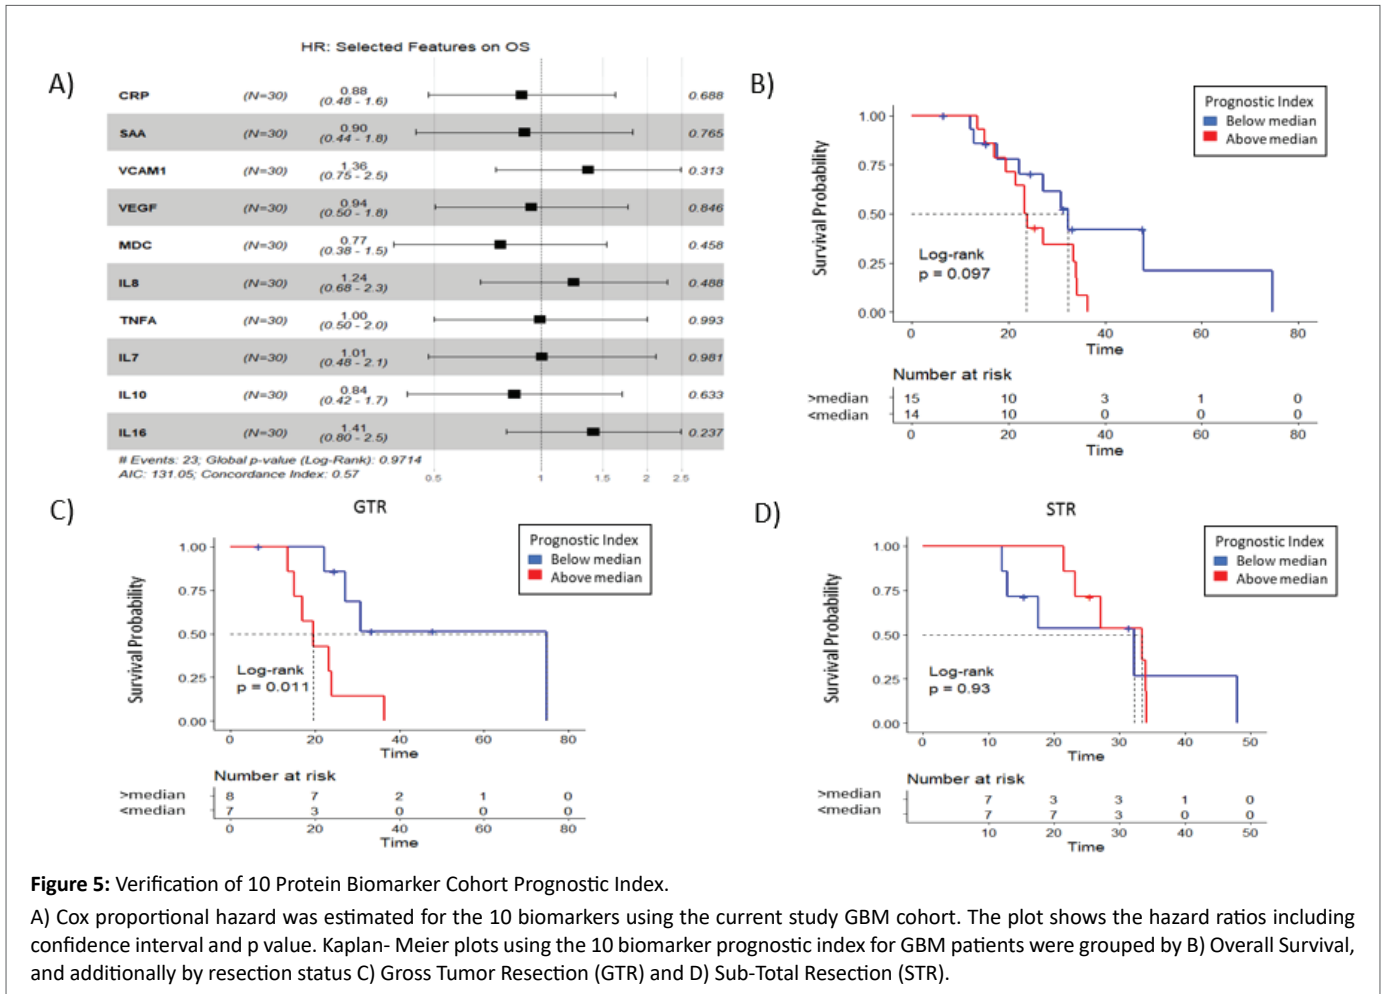 HR: Selected Features on OS
A)
CRP (N=30) 0.88 (0.48 - 1.6) 0.688
SAA (N=30) 0.90 (0.44 - 1.8) 0.765
VCAM1 (N=30) 1.36 (0.75 - 2.5) 0.313
VEGF (N=30) 0.94 (0.50 - 1.8) 0.846
MDC (N=30) 0.77 (0.38 - 1.5) 0.458
IL8 (N=30) 1.24 (0.68 - 2.3) 0.488
TNFA (N=30) 1.00 (0.50 - 2.0) 0.993
IL7 (N=30) 1.01 (0.48 - 2.1) 0.981
IL10 (N=30) 0.84 (0.42 - 1.7) 0.633
IL16 (N=30) 1.41 (0.80 - 2.5) 0.237
# Events: 23; Global p-value (Log-Rank): 0.9714
AIC: 131.05; Concordance Index: 0.57
0.5 1 1.5 2 2.5
B)
Prognostic Index
Below median
Above median
Survival Probability
1.00
0.75
0.50
0.25
0.00
Log-rank
p = 0.097
0 20 40 60 80
Time
Number at risk
>median 15 10 3 1 0
<median 14 10 0 0 0
0 20 40 60 80
Time
C)
GTR
Prognostic Index
Below median
Above median
Survival Probability
1.00
0.75
0.50
0.25
0.00
Log-rank
p = 0.011
0 20 40 60 80
Time
Number at risk
>median 8 7 2 1 0
<median 7 3 0 0 0
0 20 40 60 80
Time
D)
STR
Prognostic Index
Below median
Above median
Survival Probability
1.00
0.75
0.50
0.25
0.00
Log-rank
p = 0.93
0 10 20 30 40 50
Time
Number at risk
>median 7 3 3 1 0
<median 7 7 3 0 0
10 20 30 40 50
Time
Figure 5: Verification of 10 Protein Biomarker Cohort Prognostic Index.
A) Cox proportional hazard was estimated for the 10 biomarkers using the current study GBM cohort. The plot shows the hazard ratios including
confidence interval and p value. Kaplan- Meier plots using the 10 biomarker prognostic index for GBM patients were grouped by B) Overall Survival,
and additionally by resection status C) Gross Tumor Resection (GTR) and D) Sub-Total Resection (STR).